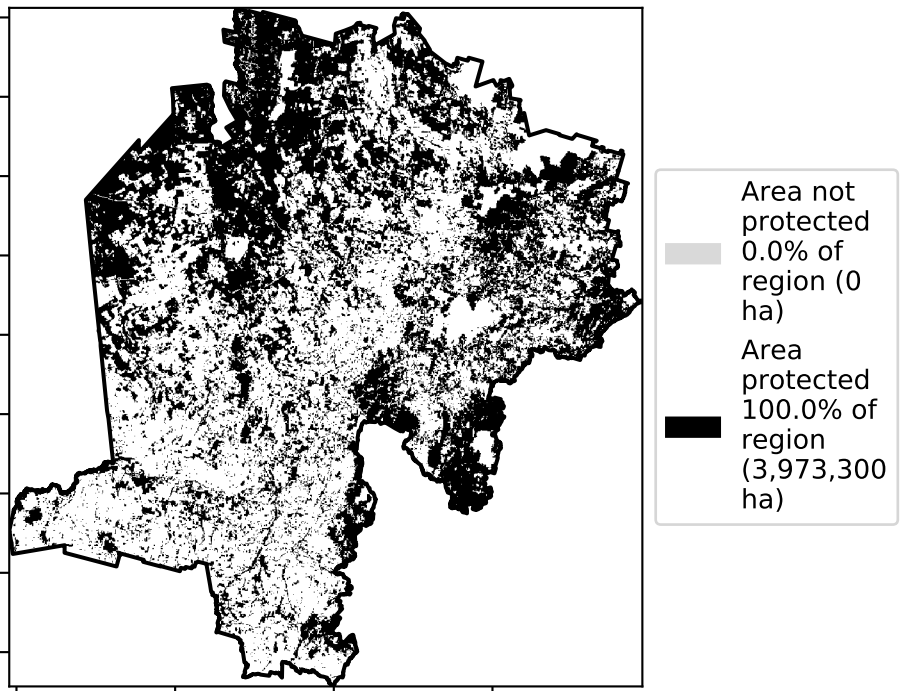 Area not
protected
0.0% of
region (0
ha)
Area
protected
100.0% of
region
(3,973,300
ha)